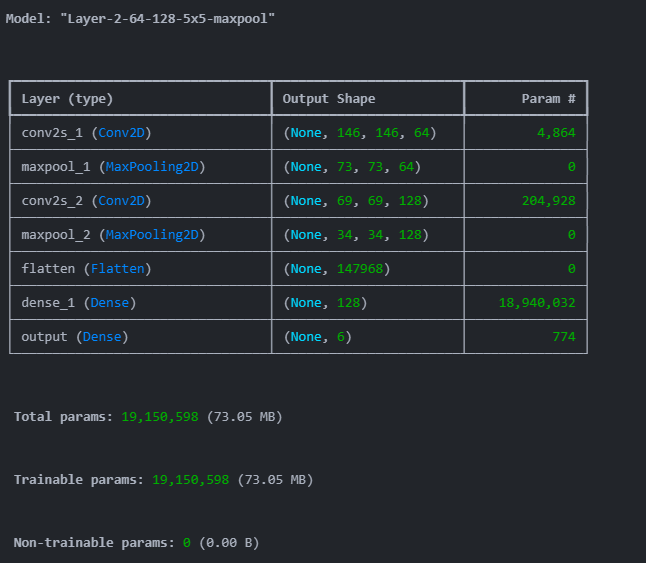 Model: "Layer-2-64-128-5x5-maxpool"
Layer (type) Output Shape Param #
conv2s_1 (Conv2D) (None, 146, 146, 64) 4,864
maxpool_1 (MaxPooling2D) (None, 73, 73, 64) 0
conv2s_2 (Conv2D) (None, 69, 69, 128) 204,928
maxpool_2 (MaxPooling2D) (None, 34, 34, 128) 0
flatten (Flatten) (None, 147968) 0
dense_1 (Dense) (None, 128) 18,940,032
output (Dense) (None, 6) 774
Total params: 19,150,598 (73.05 MB)
Trainable params: 19,150,598 (73.05 MB)
Non-trainable params: 0 (0.00 B)